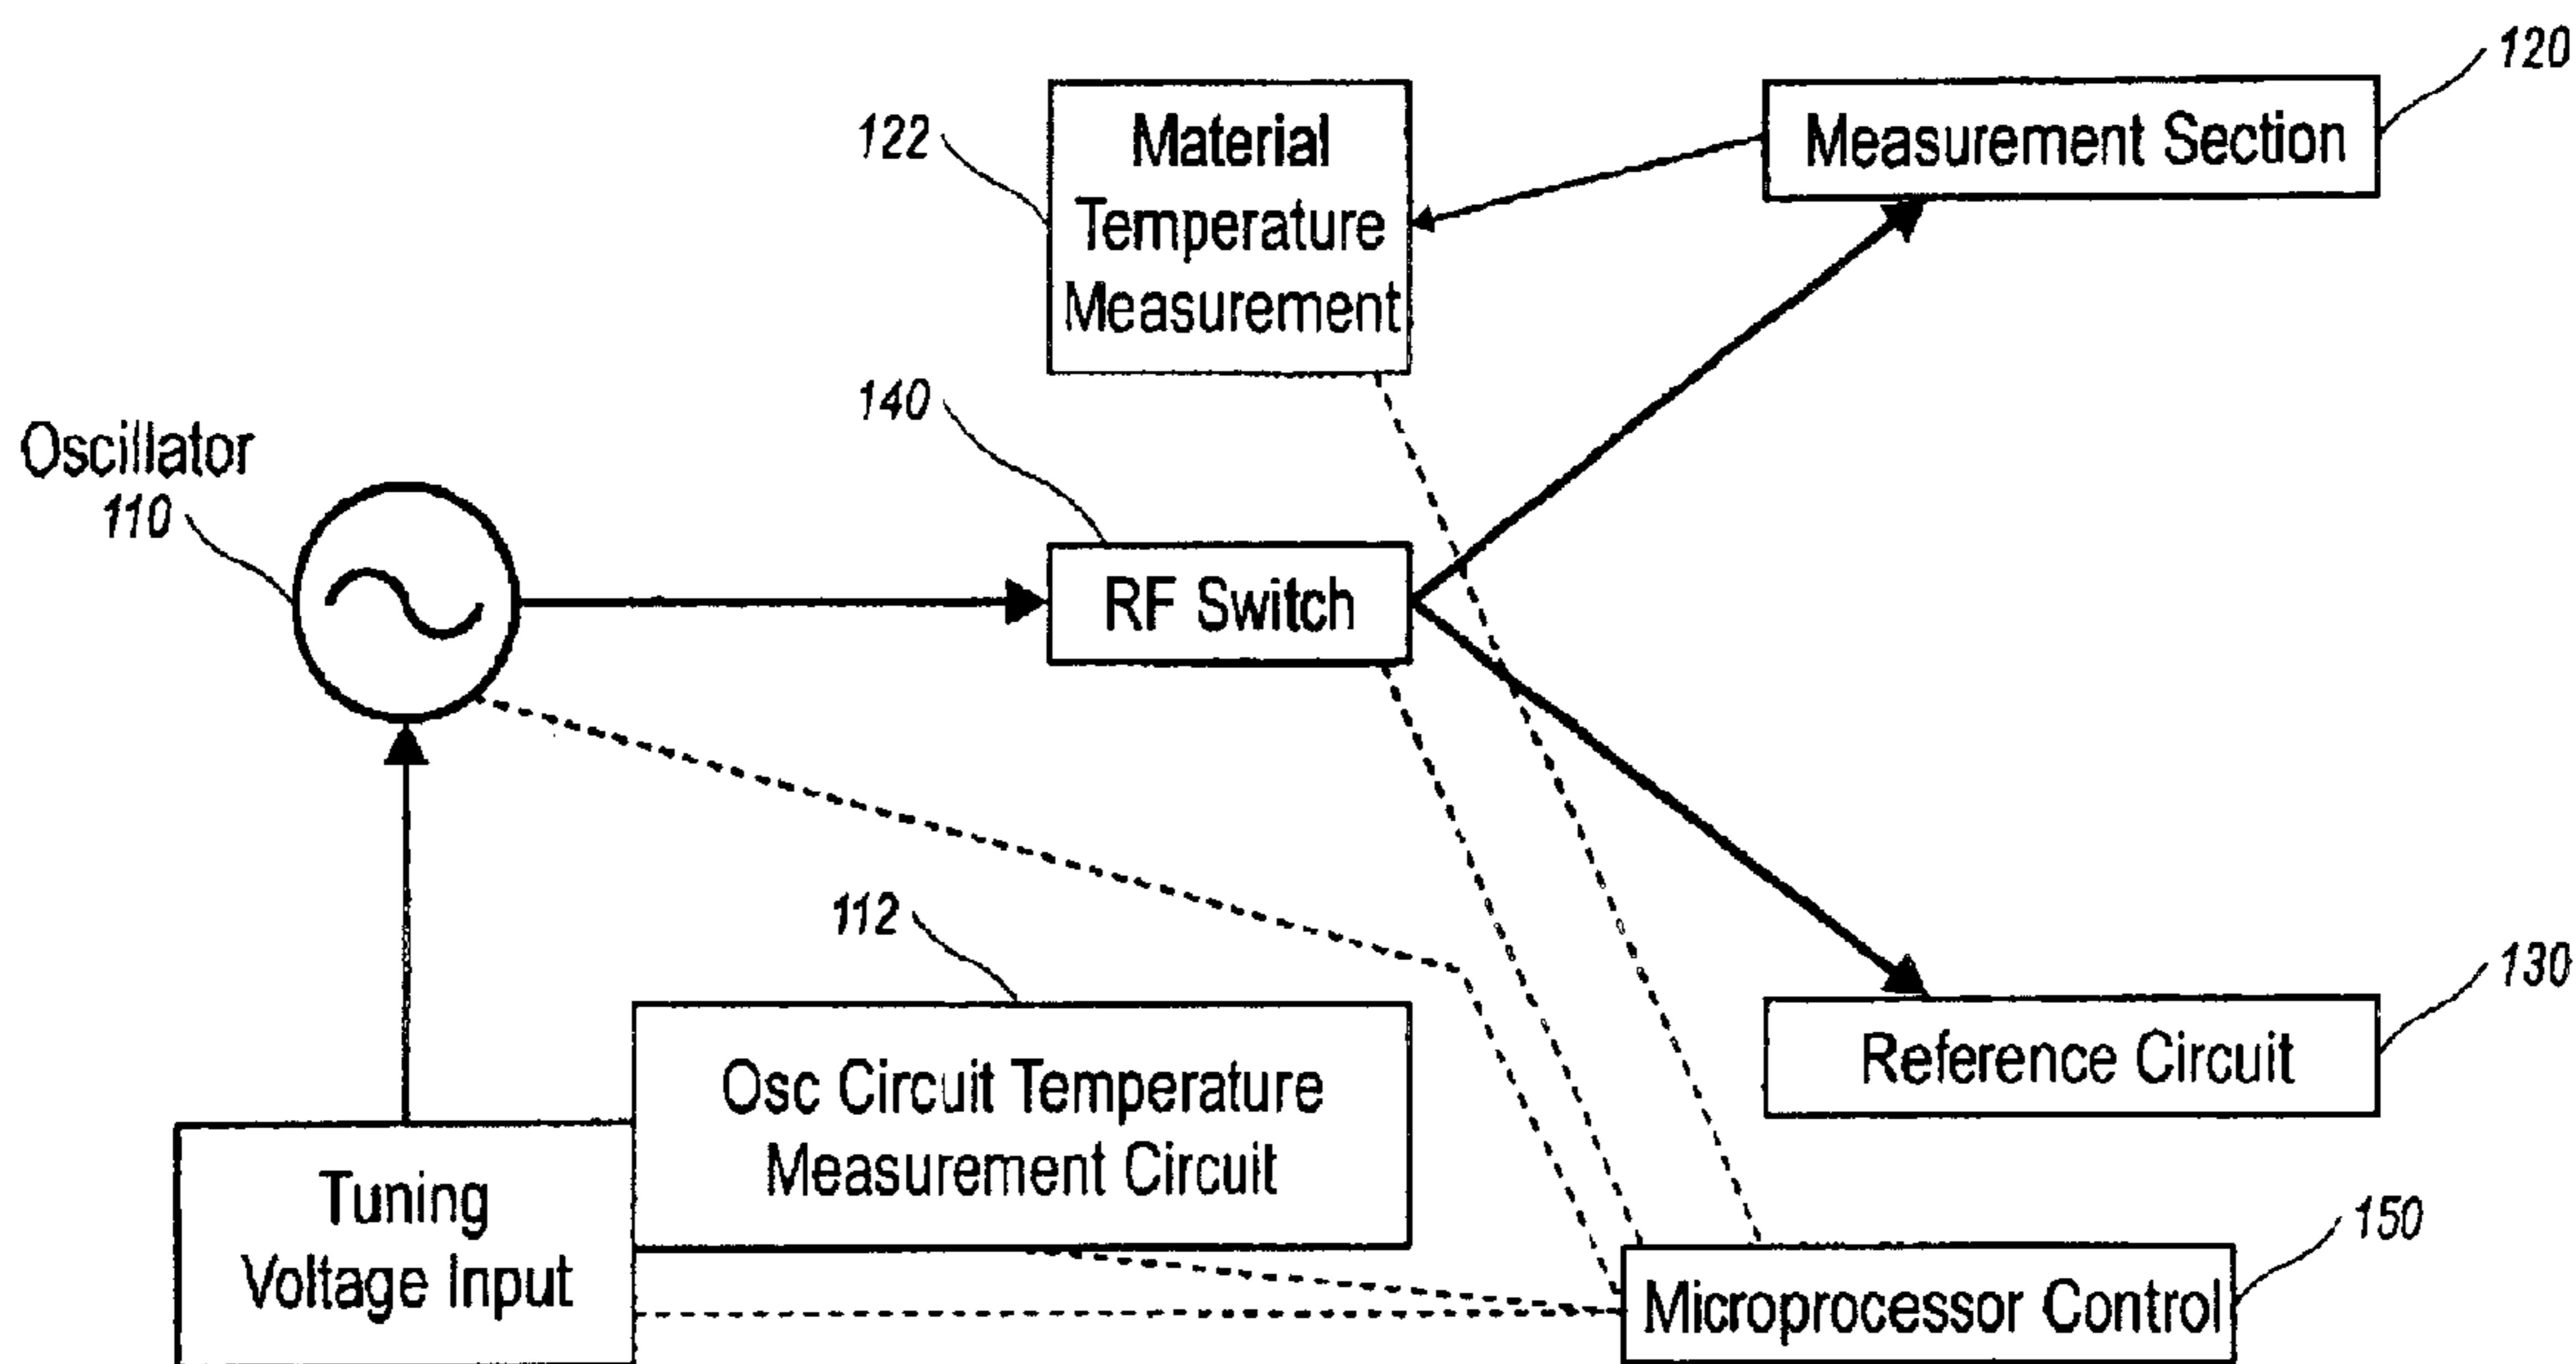 120
Material
Temperature
Measurement
122
Measurement Section
140
Oscillator
110
RF Switch
112
130
Osc Circuit Temperature
Measurement Circuit
Reference Circuit
Tuning
Voltage Input
150
Microprocessor Control